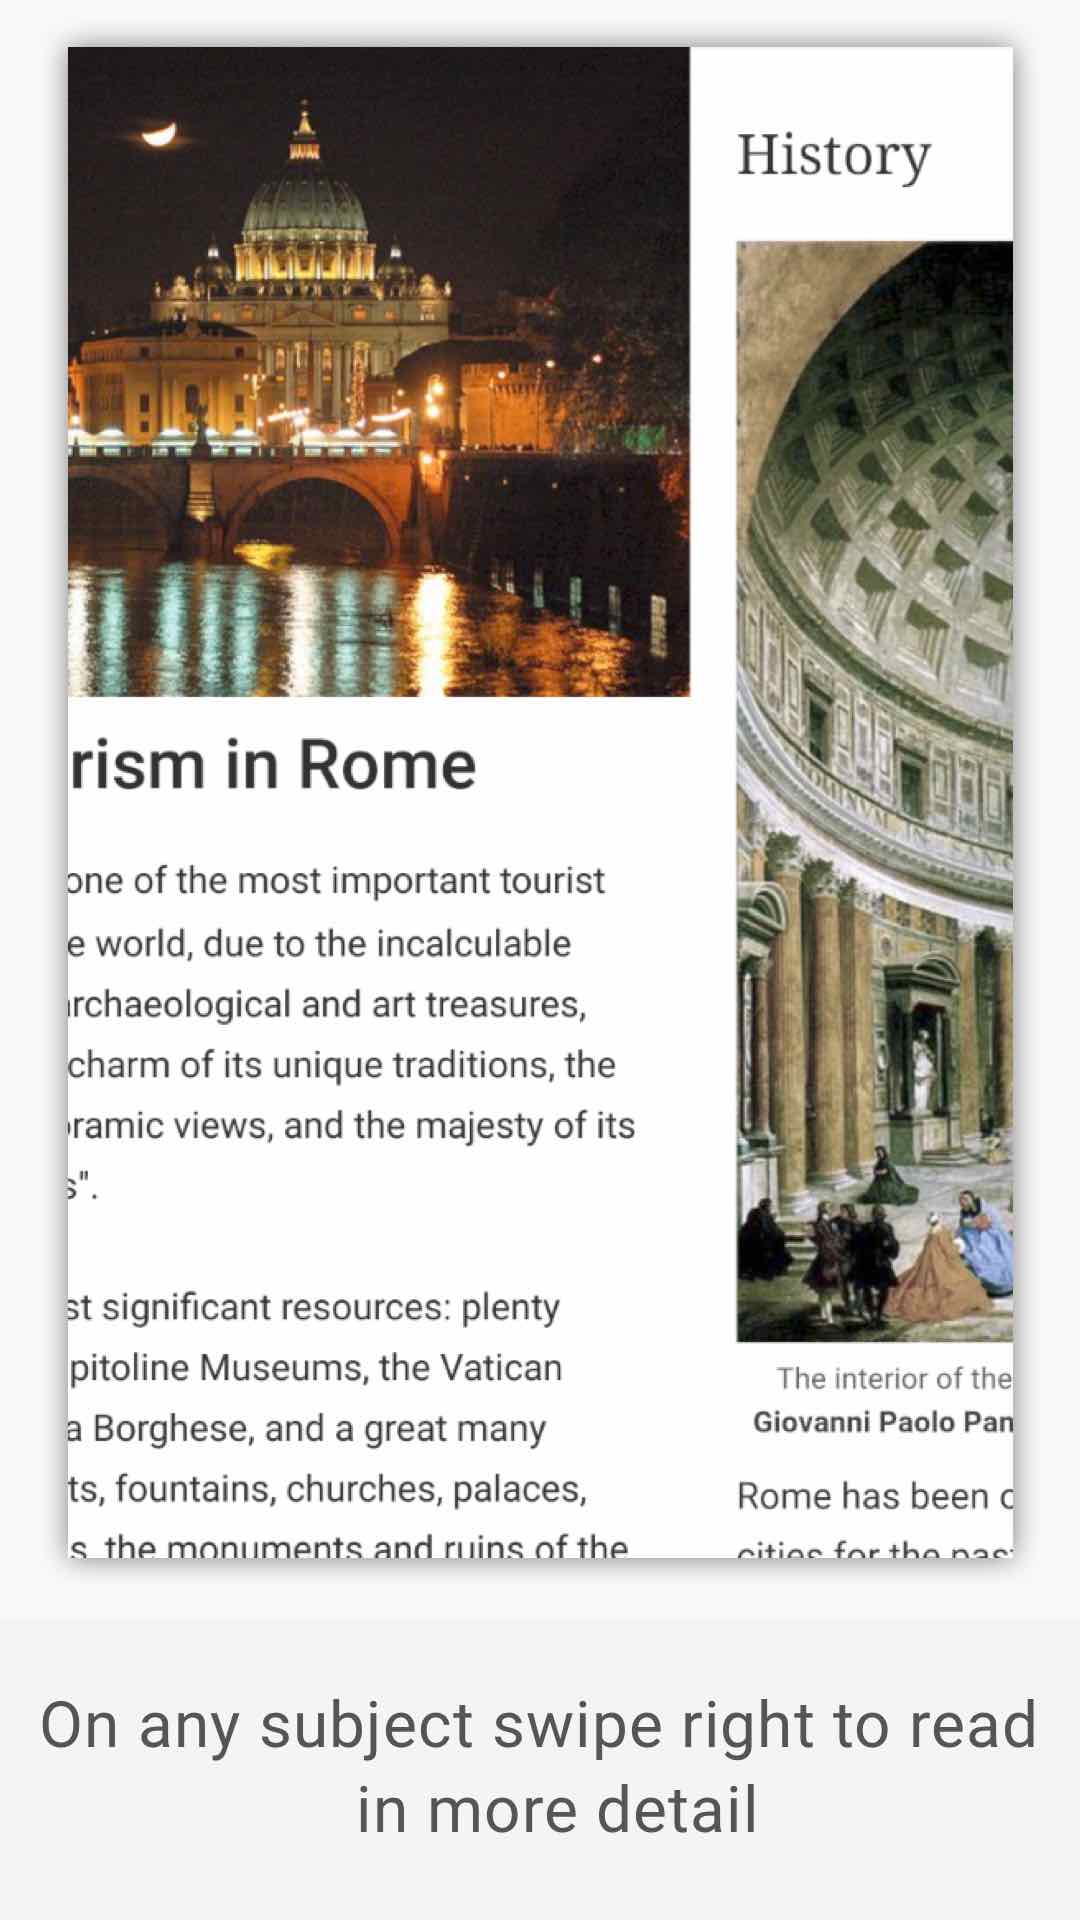 rism in Rome
one of the most important tourist
e world, due to the incalculable
archaeological and art treasures,
charm of its unique traditions, the
oramic views, and the majesty of its
s".
st significant resources: plenty
pitoline Museums, the Vatican
a Borghese, and a great many
ts, fountains, churches, palaces,
s, the monuments and ruins of the
History
The interior of the
Giovanni Paolo Pan
Rome has been o
cities for the past
On any subject swipe right to read
in more detail